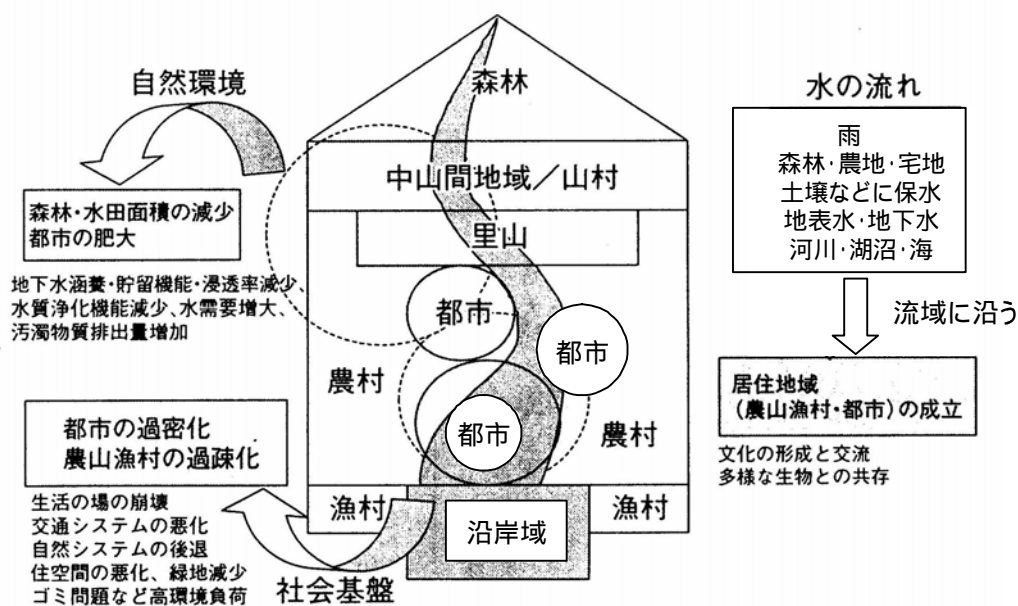 自然環境
森林・水田面積の減少
都市の肥大
地下水涵養・貯留機能・浸透率減少
水質浄化機能減少、水需要増大、
汚濁物質排出量増加
都市の過密化
農山漁村の過疎化
生活の場の崩壊
交通システムの悪化
自然システムの後退
住空間の悪化、緑地減少
ゴミ問題など高環境負荷
社会基盤
森林
中山間地域／山村
里山
都市
都市
農村
都市
農村
漁村
沿岸域
漁村
水の流れ
雨
森林・農地・宅地
土壌などに保水
地表水・地下水
河川・湖沼・海
流域に沿う
居住地域
（農山漁村・都市）の成立
文化の形成と交流
多様な生物との共存